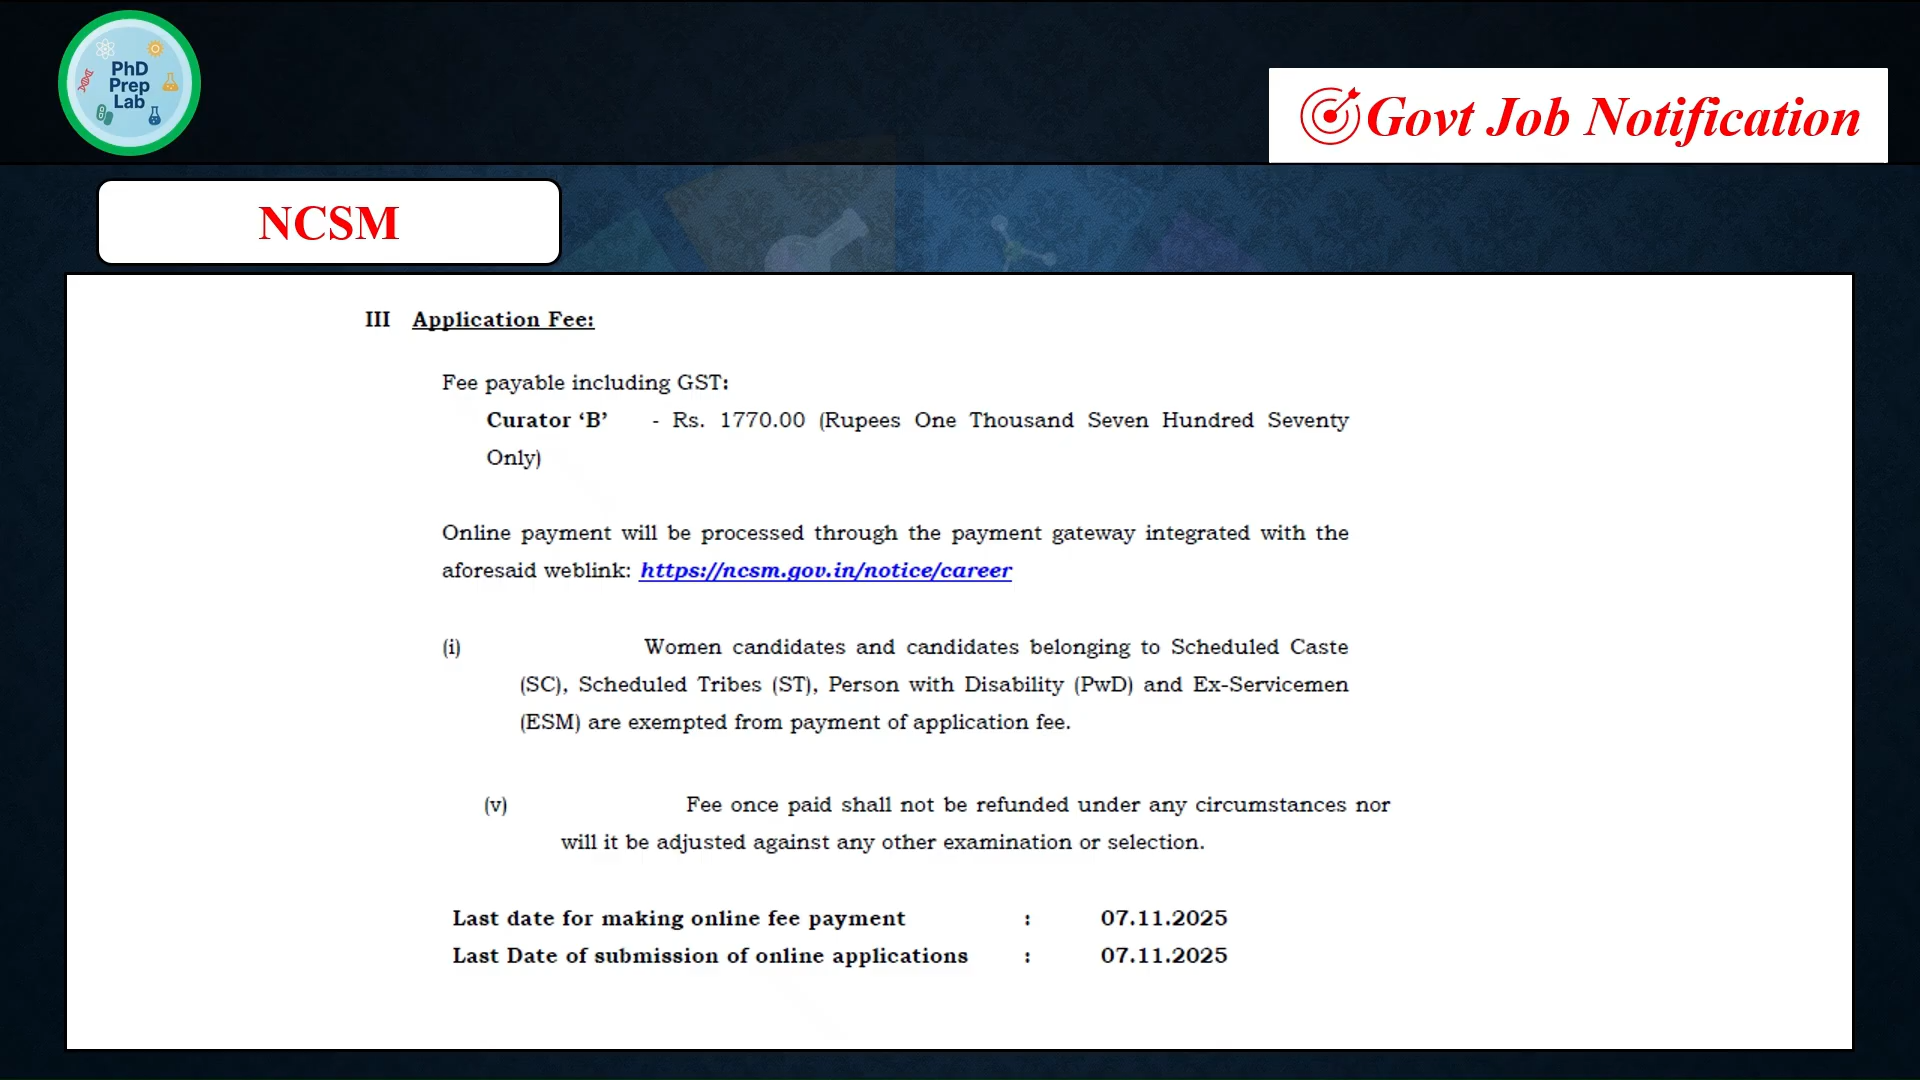 PhD
Prep
Lab
Govt Job Notification
NCSM
III Application Fee:
Fee payable including GST:
Curator ‘B’ - Rs. 1770.00 (Rupees One Thousand Seven Hundred Seventy
Only)
Online payment will be processed through the payment gateway integrated with the
aforesaid weblink: https://ncsm.gov.in/notice/career
(i) Women candidates and candidates belonging to Scheduled Caste
(SC), Scheduled Tribes (ST), Person with Disability (PwD) and Ex-Servicemen
(ESM) are exempted from payment of application fee.
(v) Fee once paid shall not be refunded under any circumstances nor
will it be adjusted against any other examination or selection.
Last date for making online fee payment : 07.11.2025
Last Date of submission of online applications : 07.11.2025